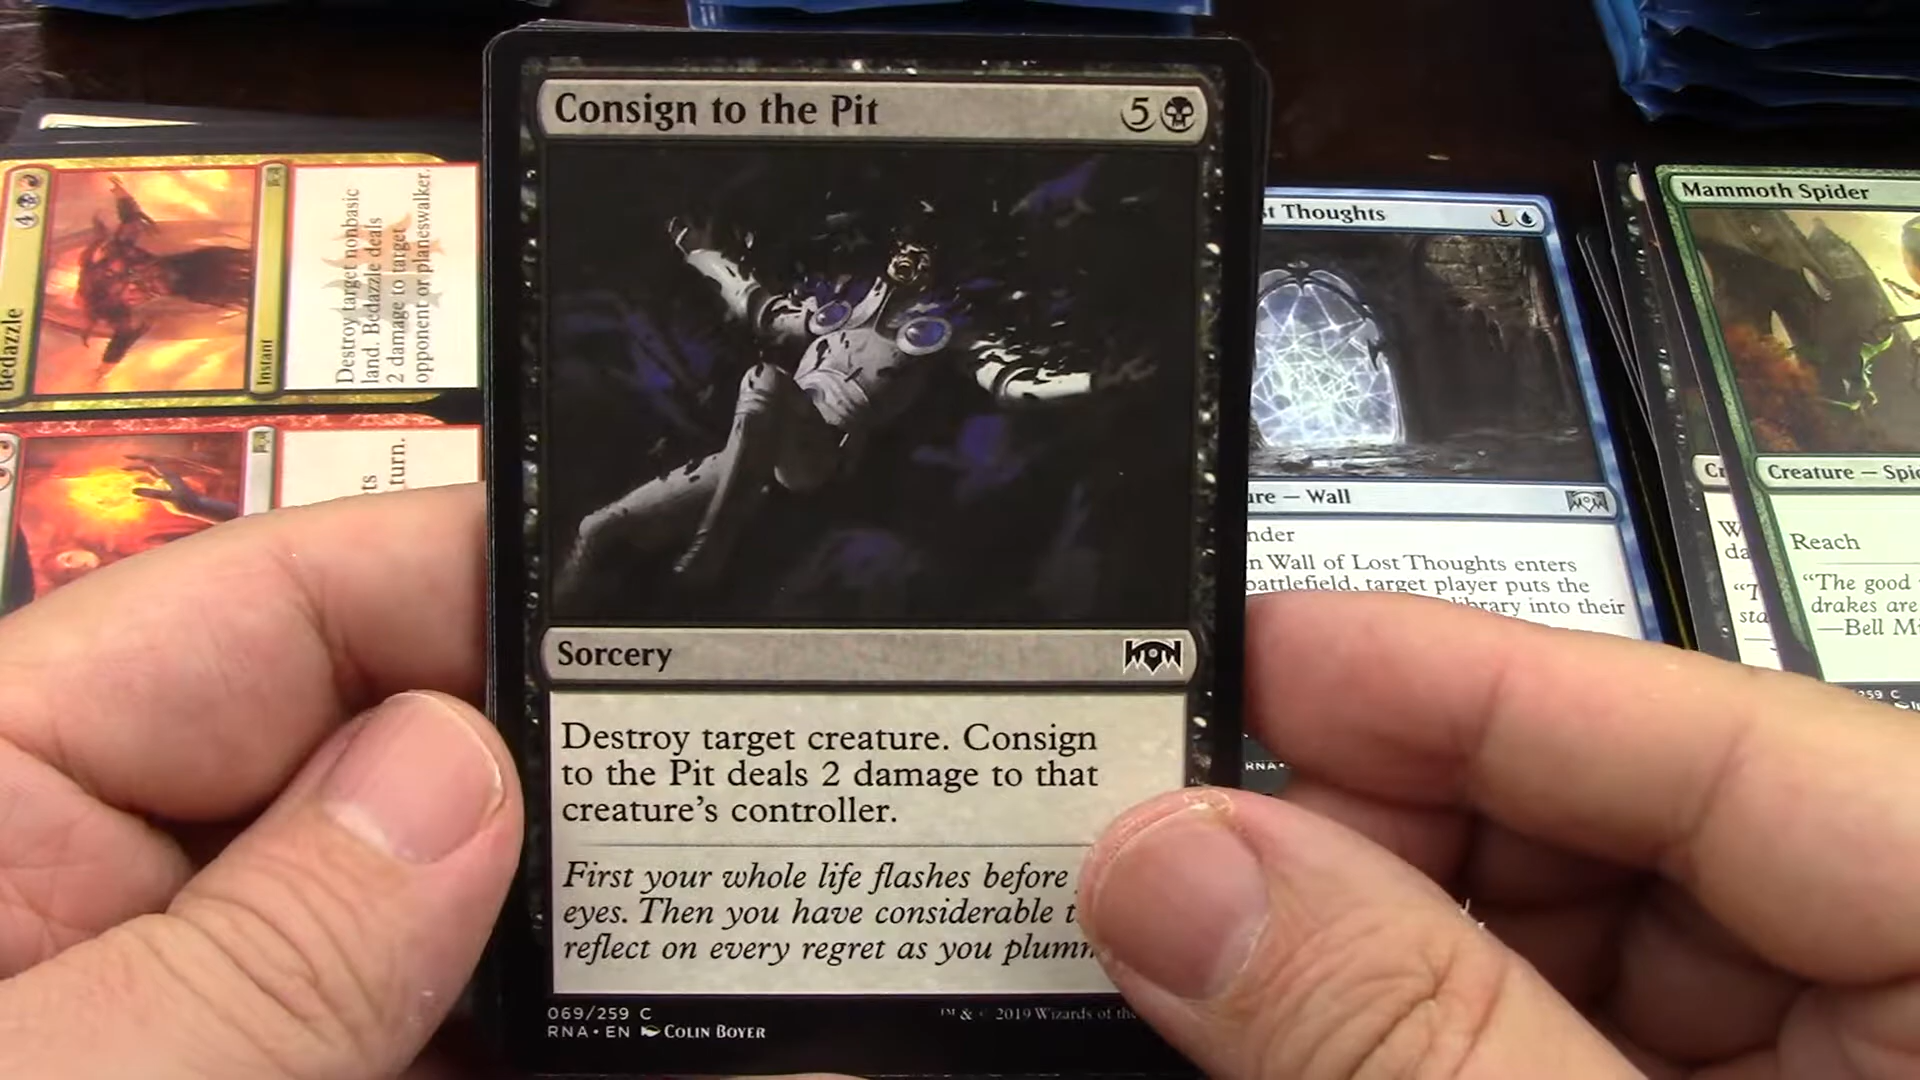 Consign to the Pit
5
Sorcery
Destroy target creature. Consign
to the Pit deals 2 damage to that
creature's controller.
First your whole life flashes before
eyes. Then you have considerable
reflect on every regret as you
069/259 C
RNA • EN COLIN BOYER
™ & © 2019 Wizards of the
Bedazzle
4
Instant
Destroy target nonbasic
land. Bedazzle deals
2 damage to target
opponent or planeswalker.
turn.
Thoughts
1
— Wall
Wall of Lost Thoughts enters
battlefield, target player puts the
library into their
RNA •
Mammoth Spider
Creature —
Reach
"The good
drakes are
—Bell
C